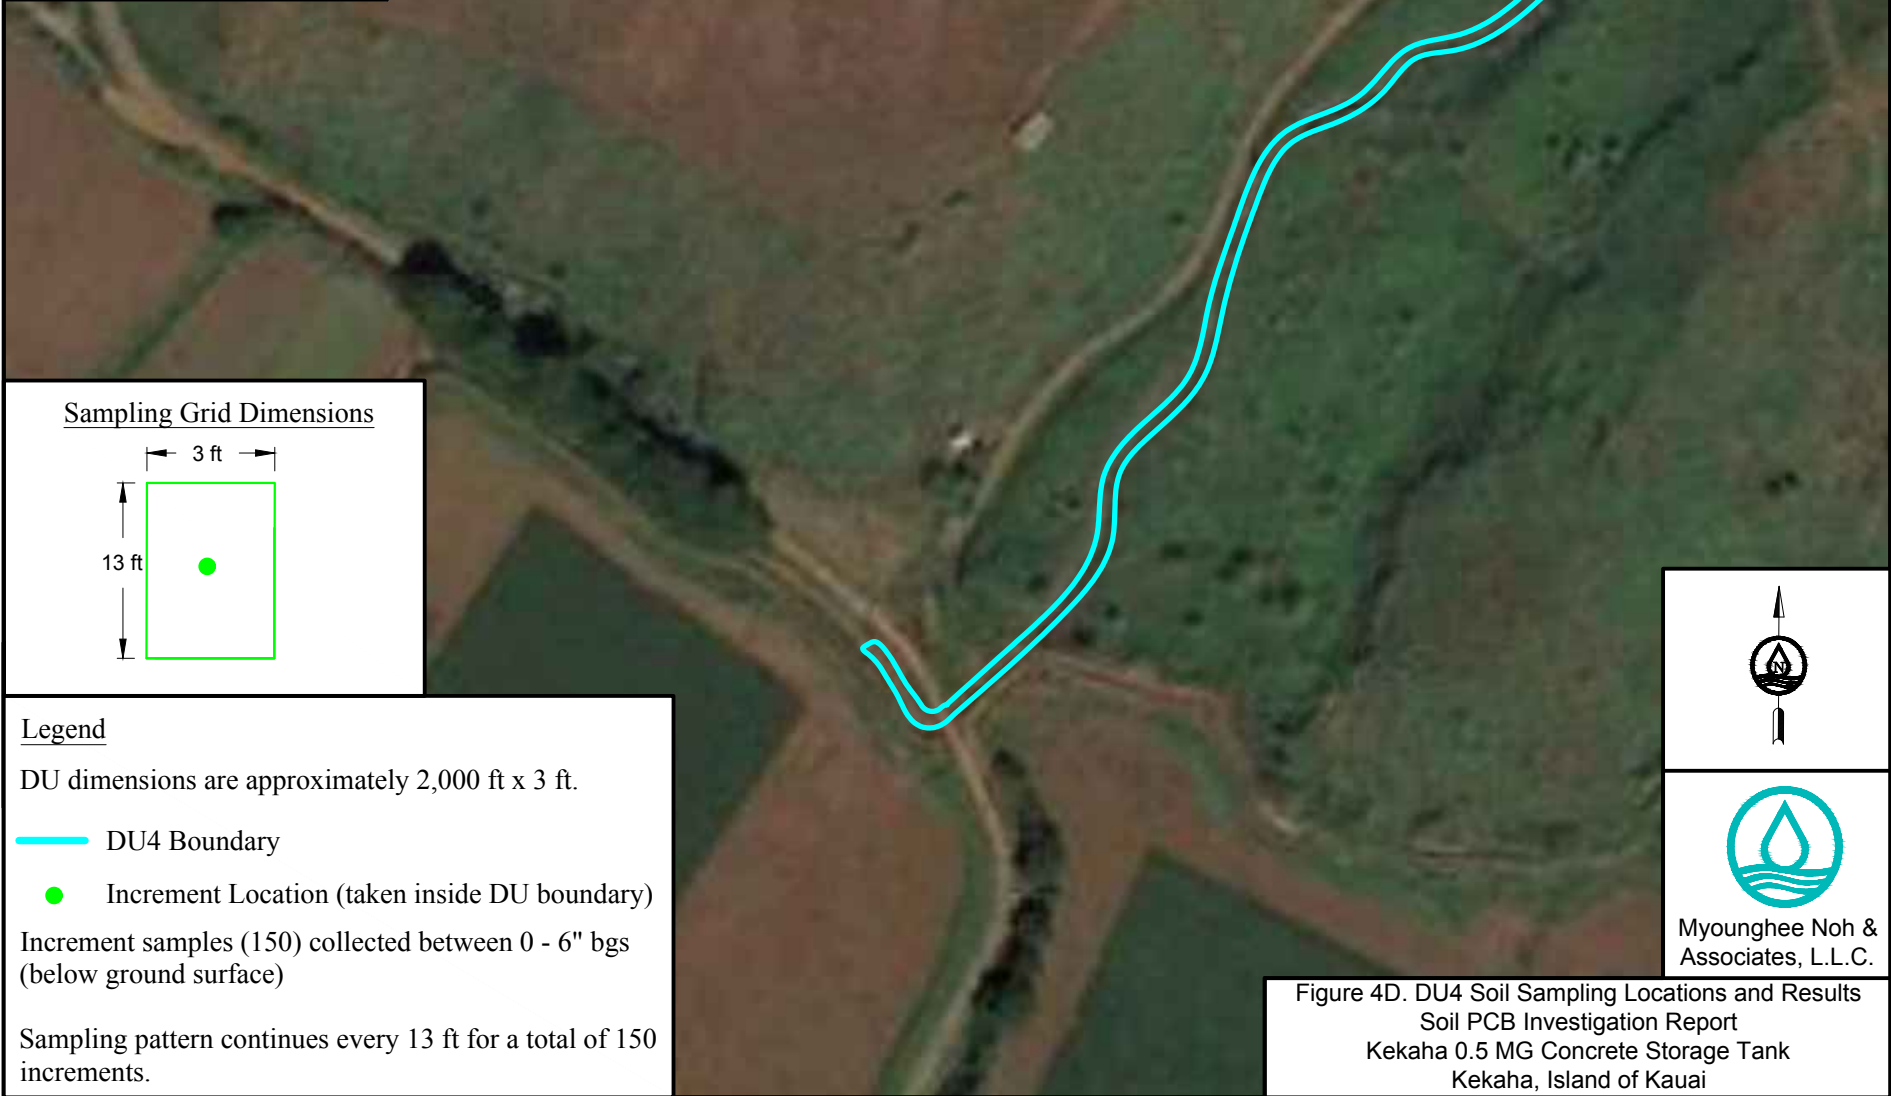 Sampling Grid Dimensions
3 ft
13 ft
Legend
DU dimensions are approximately 2,000 ft x 3 ft.
DU4 Boundary
Increment Location (taken inside DU boundary)
Increment samples (150) collected between 0 - 6" bgs
(below ground surface)
Sampling pattern continues every 13 ft for a total of 150
increments.
N
Myounghee Noh &
Associates, L.L.C.
Figure 4D. DU4 Soil Sampling Locations and Results
Soil PCB Investigation Report
Kekaha 0.5 MG Concrete Storage Tank
Kekaha, Island of Kauai